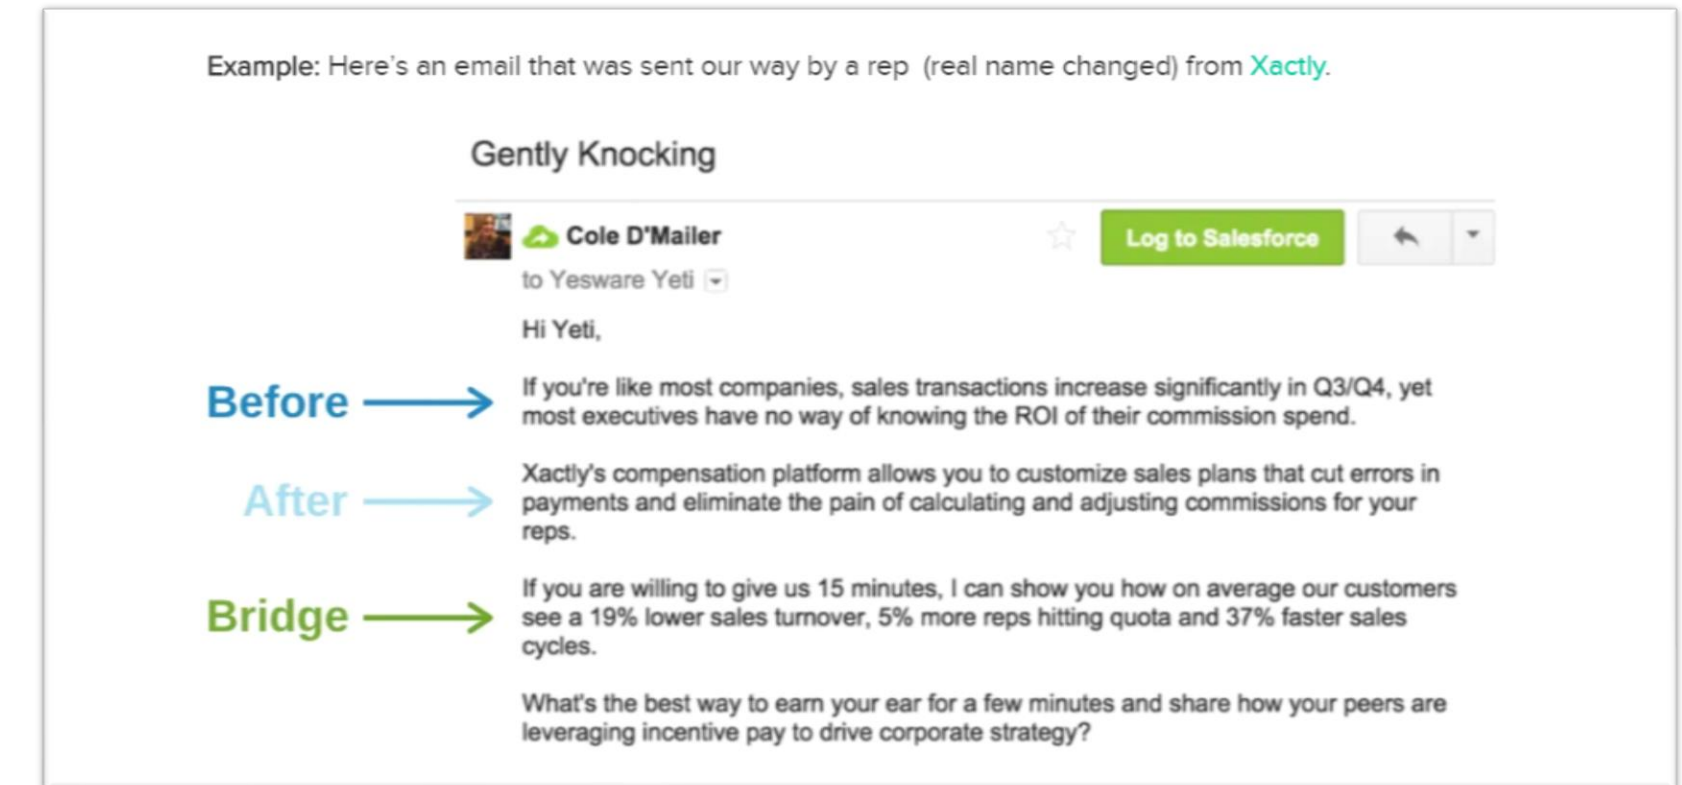 Example: Here's an email that was sent our way by a rep (real name changed) from Xactly.
Gently Knocking
Cole D'Mailer
Log to Salesforce
to Yesware Yeti
Hi Yeti,
Before
If you're like most companies, sales transactions increase significantly in Q3/Q4, yet
most executives have no way of knowing the ROI of their commission spend.
After
Xactly's compensation platform allows you to customize sales plans that cut errors in
payments and eliminate the pain of calculating and adjusting commissions for your
reps.
Bridge
If you are willing to give us 15 minutes, I can show you how on average our customers
see a 19% lower sales turnover, 5% more reps hitting quota and 37% faster sales
cycles.
What's the best way to earn your ear for a few minutes and share how your peers are
leveraging incentive pay to drive corporate strategy?